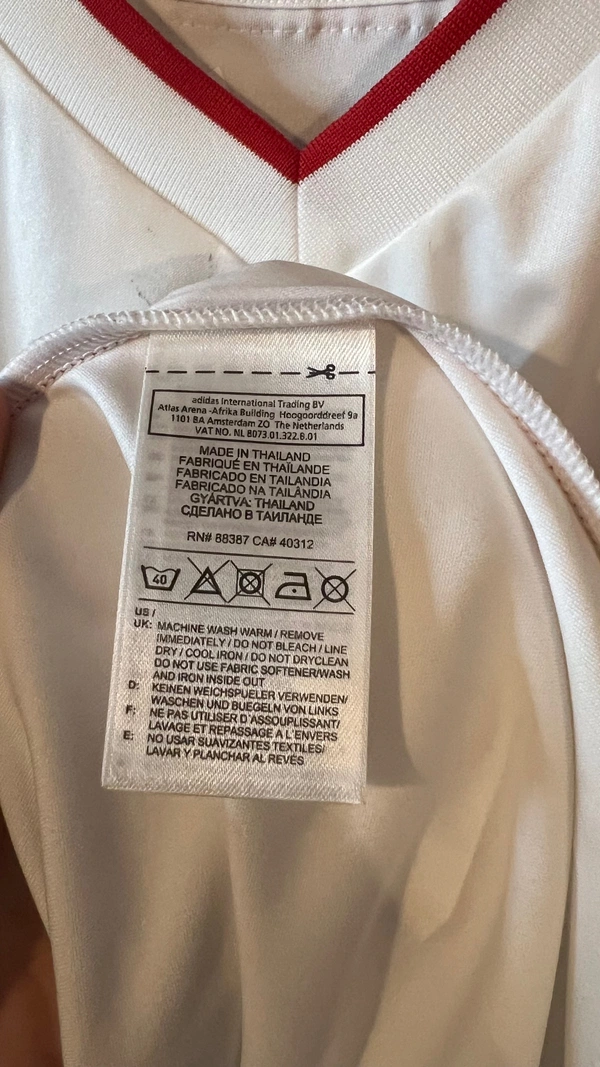 adidas International Trading BV
Atlas Arena -Afrika Building Hoogoorddreef 9a
1101 BA Amsterdam ZO The Netherlands
VAT NO. NL 8073.01.322.B.01
MADE IN THAILAND
FABRIQUÉ EN THAÏLANDE
FABRICADO EN TAILANDIA
FABRICADO NA TAILÂNDIA
GYÁRTVA: THAILAND
СДЕЛАНО В ТАИЛАНДЕ
RN# 88387 CA# 40312
40
US /
UK: MACHINE WASH WARM / REMOVE
IMMEDIATELY / DO NOT BLEACH / LINE
DRY / COOL IRON / DO NOT DRYCLEAN
DO NOT USE FABRIC SOFTENER/WASH
AND IRON INSIDE OUT
D: KEINEN WEICHSPUELER VERWENDEN/
WASCHEN UND BUEGELN VON LINKS
F: NE PAS UTILISER D'ASSOUPLISSANT/
LAVAGE ET REPASSAGE A L'ENVERS
E: NO USAR SUAVIZANTES TEXTILES/
LAVAR Y PLANCHAR AL REVÉS